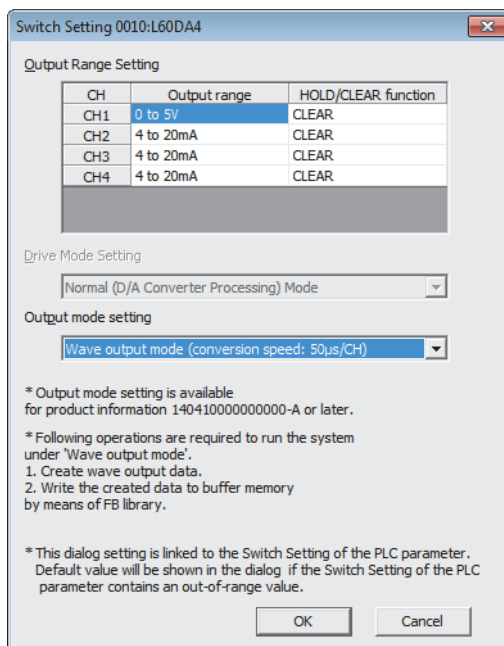 Switch Setting 0010:L60DA4
Output Range Setting
CH Output range HOLD/CLEAR function
CH1 0 to 5V CLEAR
CH2 4 to 20mA CLEAR
CH3 4 to 20mA CLEAR
CH4 4 to 20mA CLEAR
Drive Mode Setting
Normal (D/A Converter Processing) Mode
Output mode setting
Wave output mode (conversion speed: 50µs/CH)
* Output mode setting is available
for product information 140410000000000-A or later.
* Following operations are required to run the system
under 'Wave output mode'.
1. Create wave output data.
2. Write the created data to buffer memory
by means of FB library.
* This dialog setting is linked to the Switch Setting of the PLC parameter.
Default value will be shown in the dialog if the Switch Setting of the PLC
parameter contains an out-of-range value.
OK Cancel